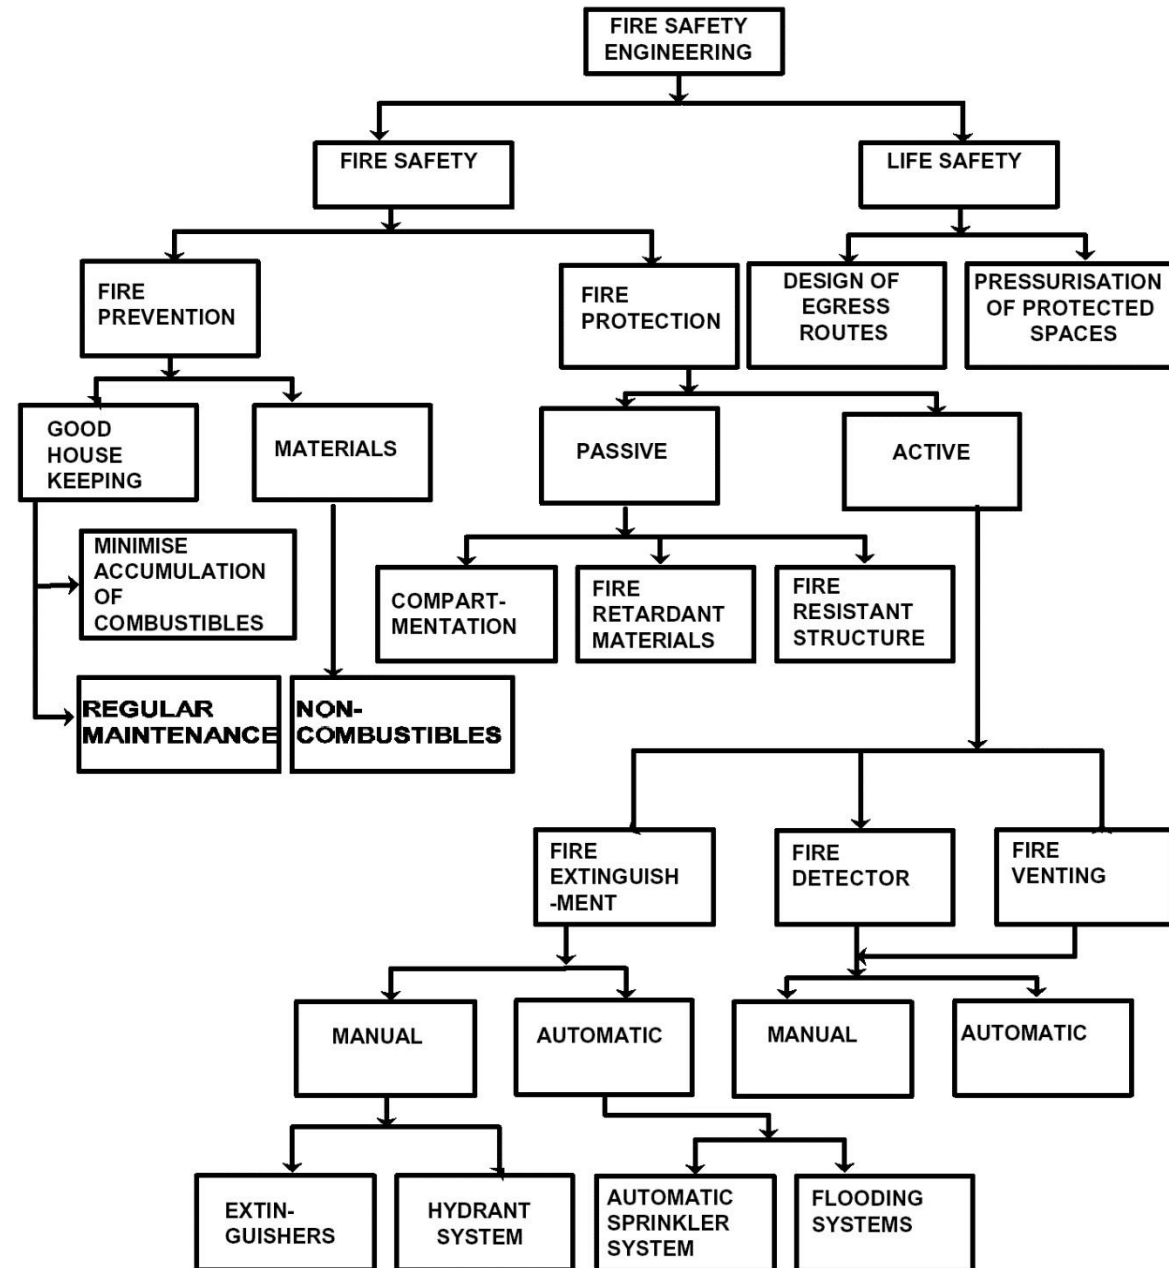 FIRE SAFETY
ENGINEERING
FIRE SAFETY
LIFE SAFETY
FIRE
PREVENTION
FIRE
PROTECTION
DESIGN OF
EGRESS
ROUTES
PRESSURISATION
OF PROTECTED
SPACES
GOOD
HOUSE
KEEPING
MATERIALS
PASSIVE
ACTIVE
MINIMISE
ACCUMULATION
OF
COMBUSTIBLES
COMPART-
MENTATION
FIRE
RETARDANT
MATERIALS
FIRE
RESISTANT
STRUCTURE
REGULAR
MAINTENANCE
NON-
COMBUSTIBLES
FIRE
EXTINGUISH
-MENT
FIRE
DETECTOR
FIRE
VENTING
MANUAL
AUTOMATIC
MANUAL
AUTOMATIC
EXTIN-
GUISHERS
HYDRANT
SYSTEM
AUTOMATIC
SPRINKLER
SYSTEM
FLOODING
SYSTEMS